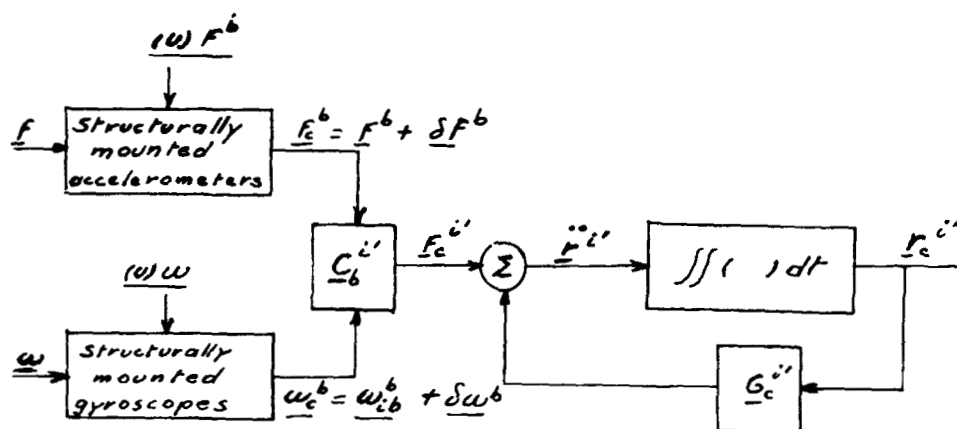 (u) F^b
f
Structurally mounted accelerometers
F_c^b = F^b + δF^b
C_b^i'
F_c^i'
Σ
r̈^i'
∬( ) dt
r_c^i'
G_c^i'
(u) ω
ω
Structurally mounted gyroscopes
ω_c^b = ω_ib^b + δω^b